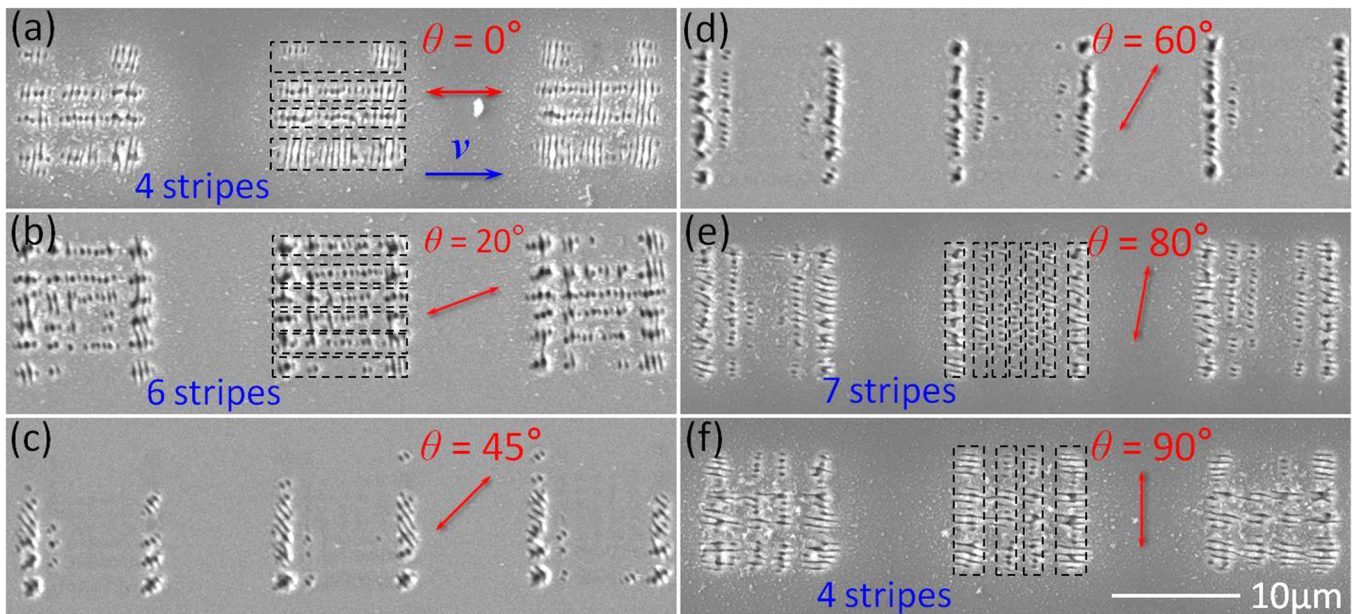 (a)
θ = 0°
v
4 stripes
(b)
θ = 20°
6 stripes
(c)
θ = 45°
(d)
θ = 60°
(e)
θ = 80°
7 stripes
(f)
θ = 90°
4 stripes
10μm